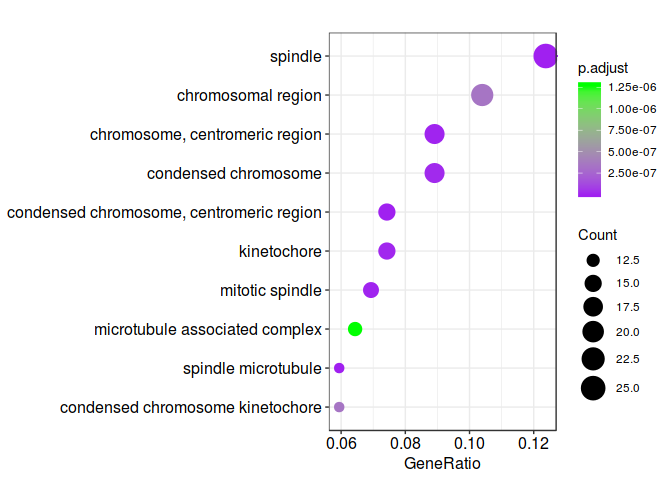 spindle
chromosomal region
chromosome, centromeric region
condensed chromosome
condensed chromosome, centromeric region
kinetochore
mitotic spindle
microtubule associated complex
spindle microtubule
condensed chromosome kinetochore
0.06 0.08 0.10 0.12
GeneRatio
p.adjust
1.25e-06
1.00e-06
7.50e-07
5.00e-07
2.50e-07
Count
12.5
15.0
17.5
20.0
22.5
25.0